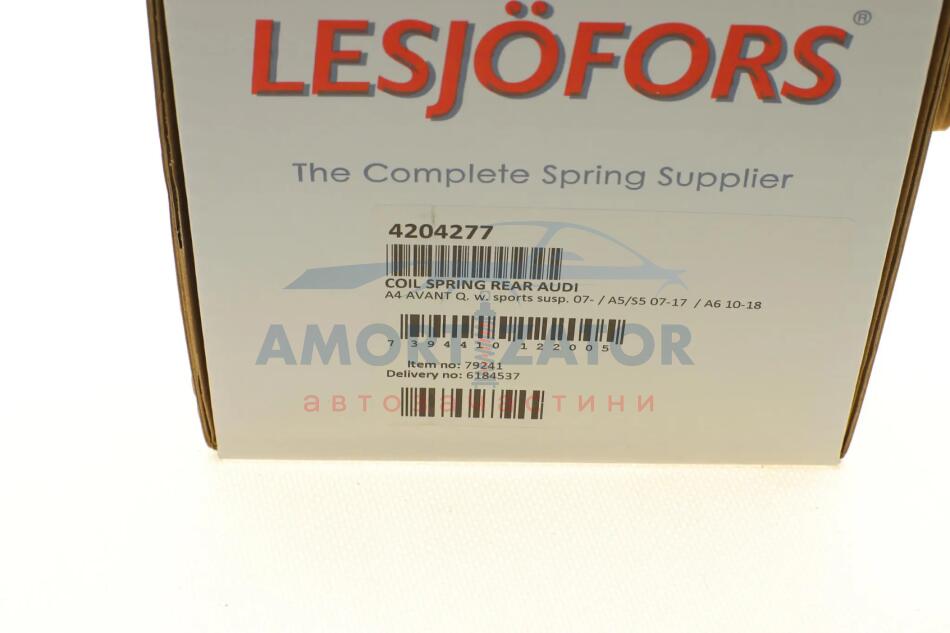 LESJÖFORS®
The Complete Spring Supplier
4204277
COIL SPRING REAR AUDI
A4 AVANT Q. w. sports susp. 07- / A5/S5 07-17 / A6 10-18
7 394410 122005
AMORTIZATOR
Item no: 79241
Delivery no: 6184537
автозапчастини